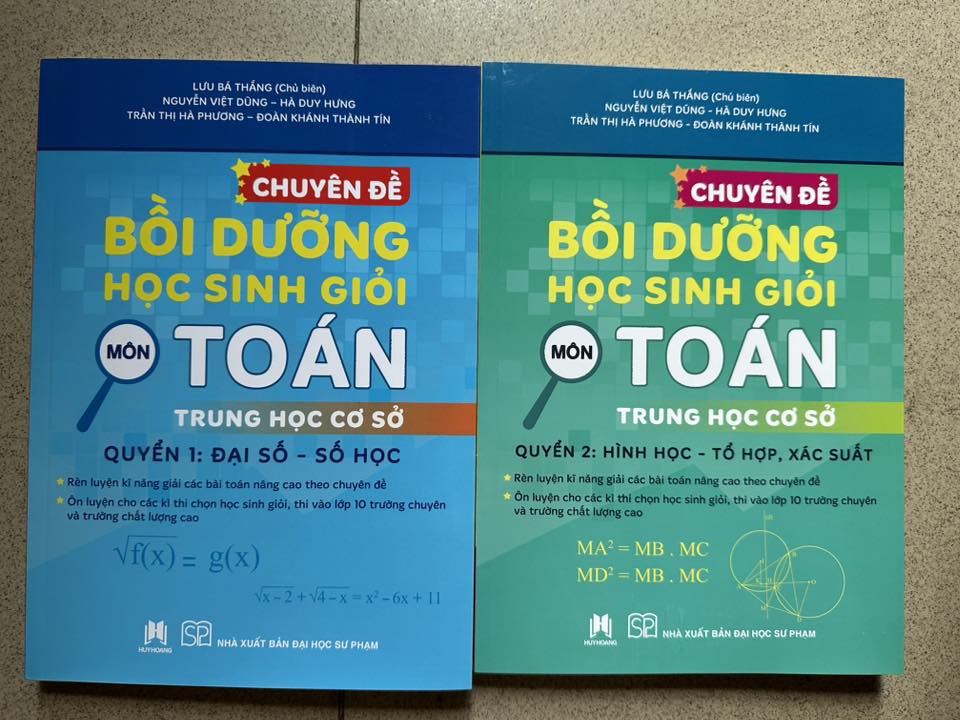 LƯU BÁ THẮNG (Chủ biên)
NGUYỄN VIỆT DŨNG – HÀ DUY HƯNG
TRẦN THỊ HÀ PHƯƠNG – ĐOÀN KHÁNH THÀNH TÍN
CHUYÊN ĐỀ
BỒI DƯỠNG
HỌC SINH GIỎI
MÔN TOÁN
TRUNG HỌC CƠ SỞ
QUYỂN 1: ĐẠI SỐ – SỐ HỌC
Rèn luyện kĩ năng giải các bài toán nâng cao theo chuyên đề
Ôn luyện cho các kì thi chọn học sinh giỏi, thi vào lớp 10 trường chuyên
và trường chất lượng cao
√f(x) = g(x)
√x – 2 + √4 – x = x² – 6x + 11
HUYHOANG
SP NHÀ XUẤT BẢN ĐẠI HỌC SƯ PHẠM
LƯU BÁ THẮNG (Chủ biên)
NGUYỄN VIỆT DŨNG - HÀ DUY HƯNG
TRẦN THỊ HÀ PHƯƠNG - ĐOÀN KHÁNH THÀNH TÍN
CHUYÊN ĐỀ
BỒI DƯỠNG
HỌC SINH GIỎI
MÔN TOÁN
TRUNG HỌC CƠ SỞ
QUYỂN 2: HÌNH HỌC – TỔ HỢP, XÁC SUẤT
Rèn luyện kĩ năng giải các bài toán nâng cao theo chuyên đề
Ôn luyện cho các kì thi chọn học sinh giỏi, thi vào lớp 10 trường chuyên
và trường chất lượng cao
MA² = MB . MC
MD² = MB . MC
HUYHOANG
SP NHÀ XUẤT BẢN ĐẠI HỌC SƯ PHẠM